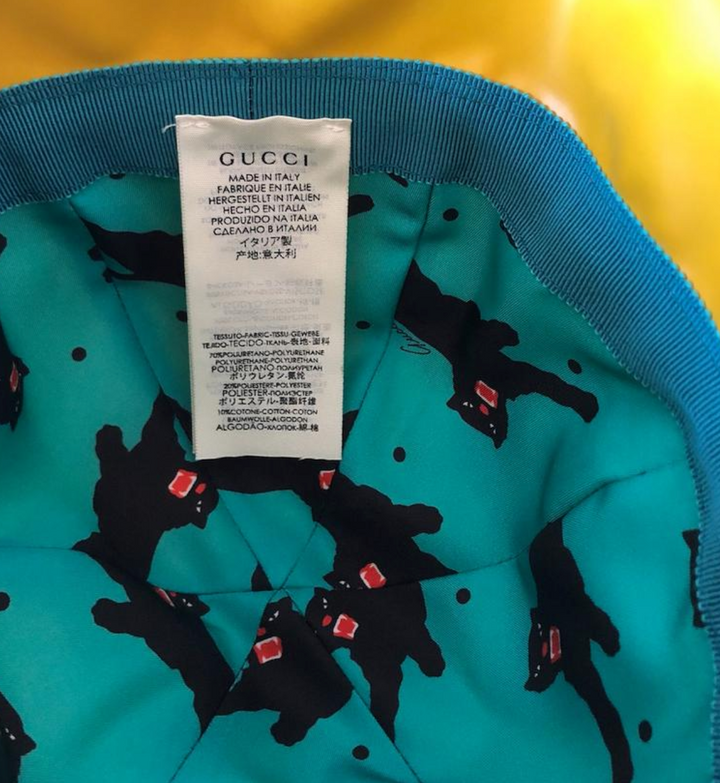 GUCCI
MADE IN ITALY
FABRIQUE EN ITALIE
HERGESTELLT IN ITALIEN
HECHO EN ITALIA
PRODUZIDO NA ITALIA
СДЕЛАНО В ИТАЛИИ
イタリア製
产地:意大利
TESSUTO-FABRIC-TISSU-GEWEBE
TEJIDO-TECIDO-ТКАНЬ-表地-面料
70%POLIURETANO-POLYURETHANE
POLYURETHANE-POLYURETHAN
POLIURETANO-ПОЛИУРЕТАН
ポリウレタン-氨纶
20%POLIESTERE-POLYESTER
POLIESTER-ПОЛИЭСТЕР
ポリエステル-聚酯纤维
10%COTONE-COTTON-COTON
BAUMWOLLE-ALGODON
ALGODÃO-ХЛОПОК-綿-棉